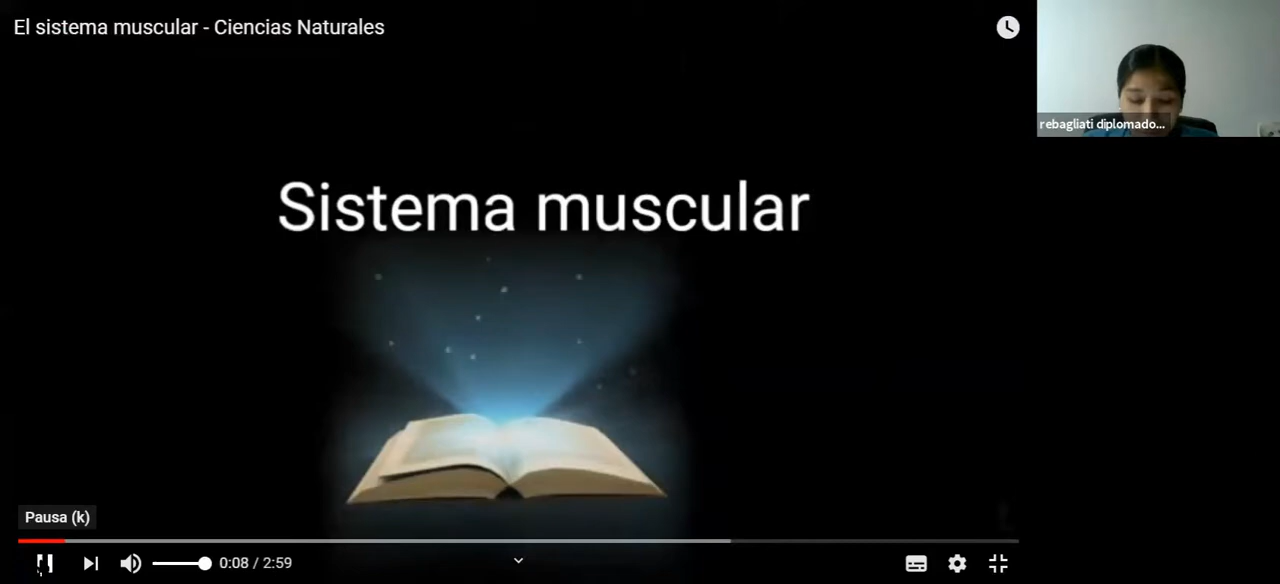 El sistema muscular - Ciencias Naturales
rebagliati diplomado...
Sistema muscular
Pausa (k)
0:08 / 2:59